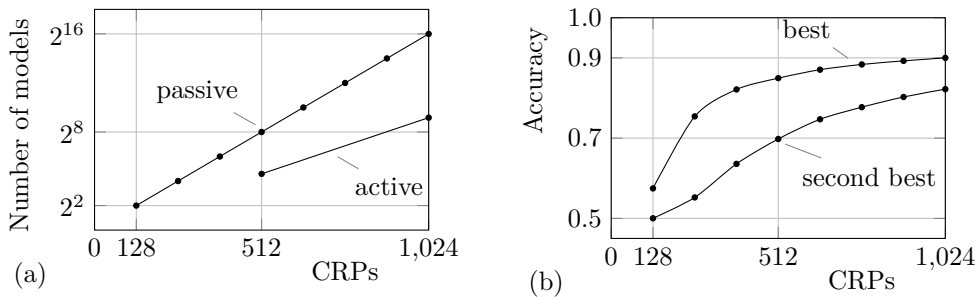 Number of models
2^16
2^8
2^2
passive
active
0 128 512 1,024
CRPs
(a)
Accuracy
1.0
0.9
0.7
0.5
best
second best
0 128 512 1,024
CRPs
(b)